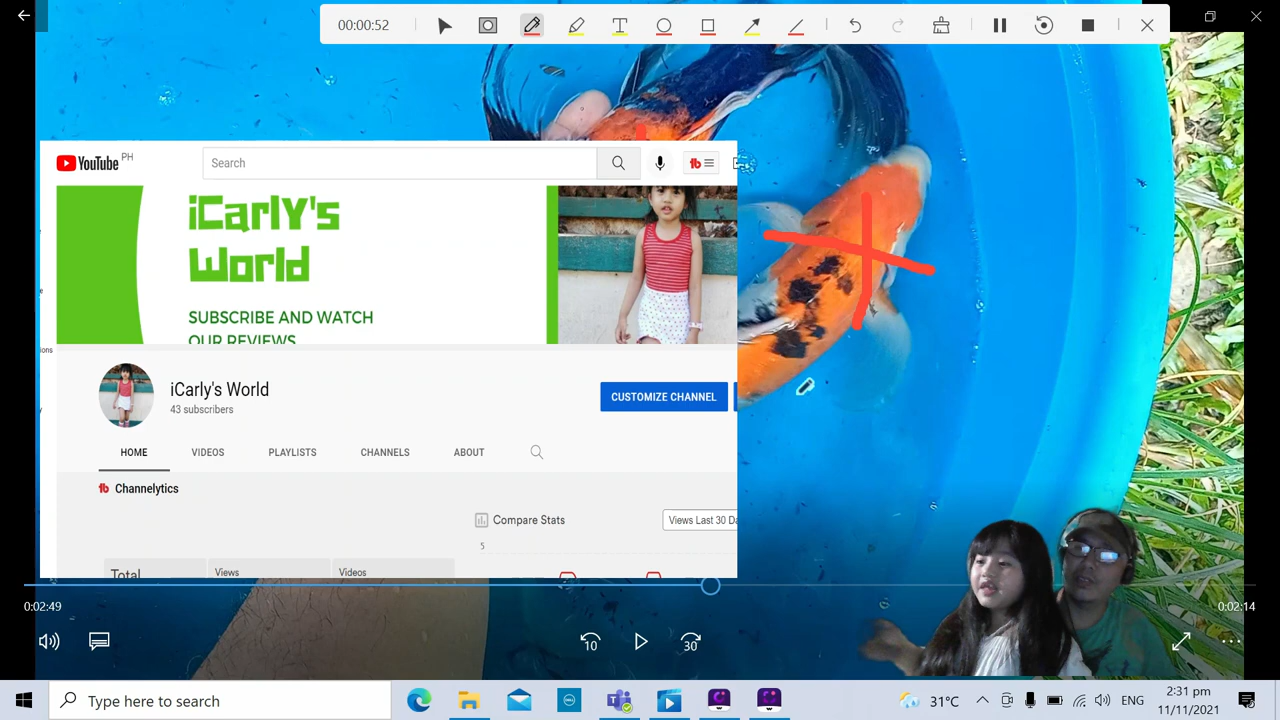 00:00:52
YouTube PH
Search
iCarly's
World
SUBSCRIBE AND WATCH
OUR REVIEWS
ions
iCarly's World
43 subscribers
CUSTOMIZE CHANNEL
HOME VIDEOS PLAYLISTS CHANNELS ABOUT
Channelytics
Compare Stats
Views Last 30 Da
5
Total
Views
Videos
0:02:49
0:02:14
10
30
Type here to search
31°C
ENG
2:31 pm
11/11/2021